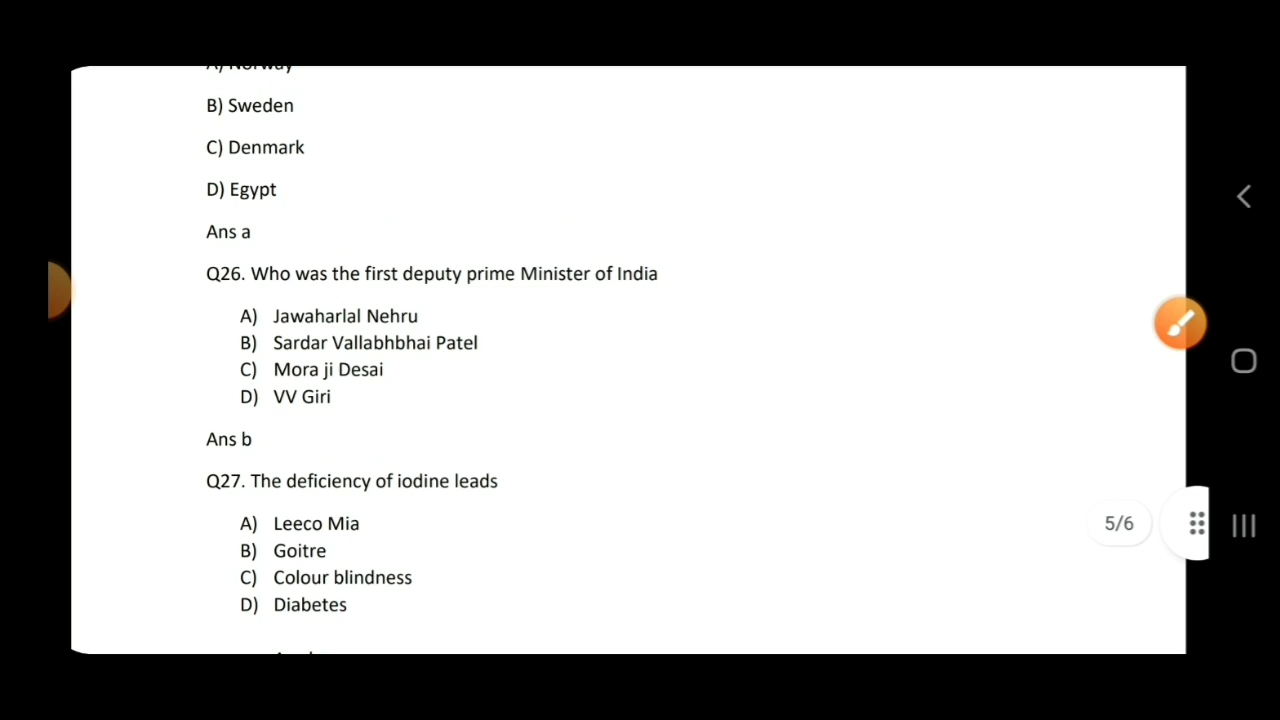 A) Norway
B) Sweden
C) Denmark
D) Egypt
Ans a
Q26. Who was the first deputy prime Minister of India
A) Jawaharlal Nehru
B) Sardar Vallabhbhai Patel
C) Mora ji Desai
D) VV Giri
Ans b
Q27. The deficiency of iodine leads
A) Leeco Mia
B) Goitre
C) Colour blindness
D) Diabetes
5/6